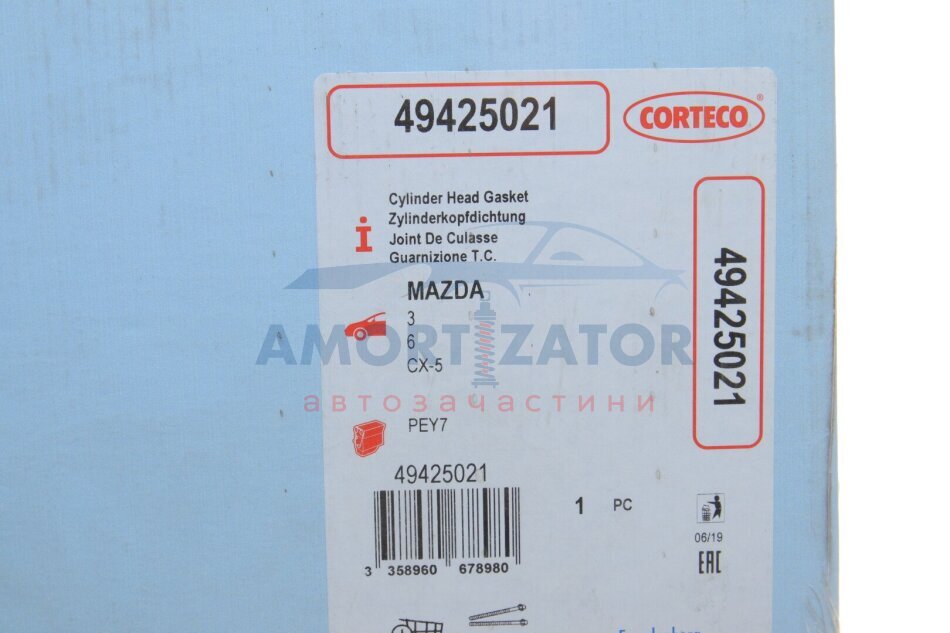 49425021
CORTECO®
Cylinder Head Gasket
Zylinderkopfdichtung
Joint De Culasse
Guarnizione T.C.
MAZDA
3
6
CX-5
AMORTIZATOR
автозачастини
49425021
PEY7
49425021
1 PC
3 358960 678980
06/19
EAC